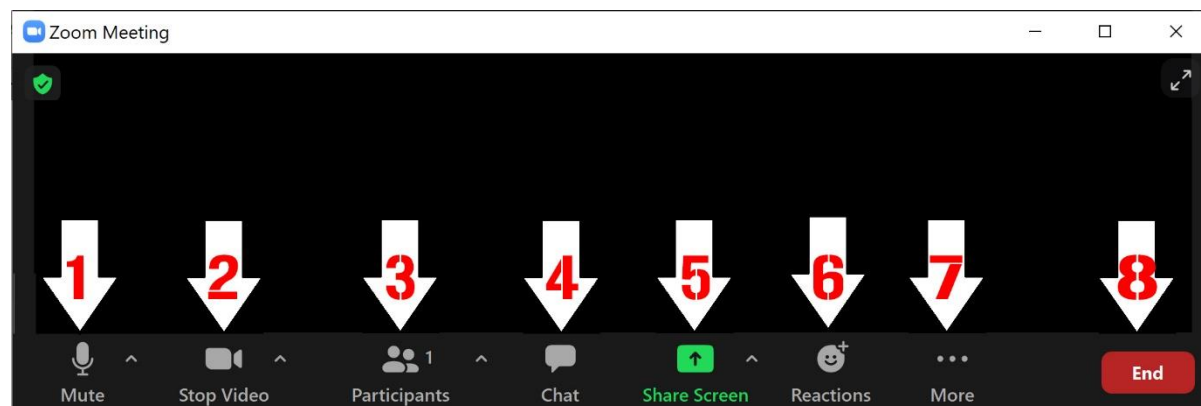 Zoom Meeting
1 2 3 4 5 6 7 8
1
Mute Stop Video Participants Chat Share Screen Reactions More End